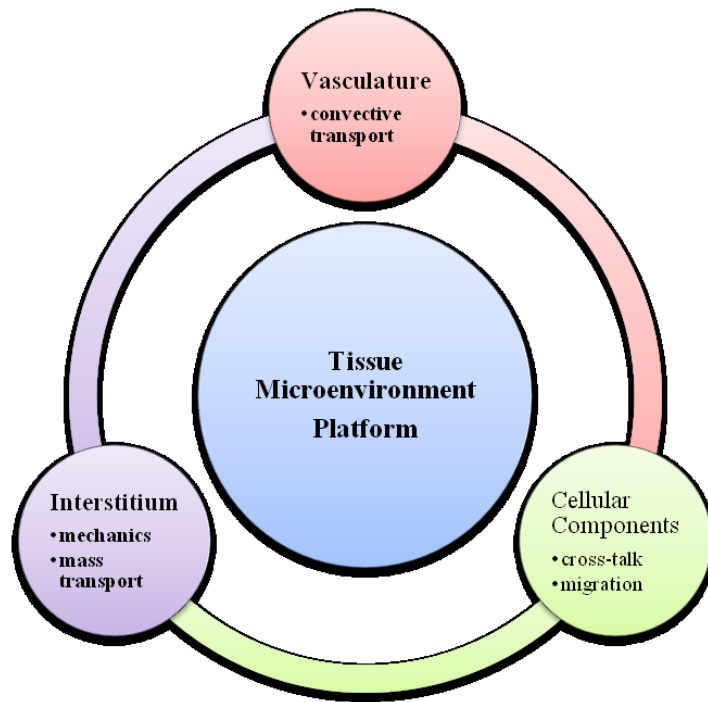 Vasculature
•convective
transport
Tissue
Microenvironment
Platform
Interstitium
•mechanics
•mass
transport
Cellular
Components
•cross-talk
•migration